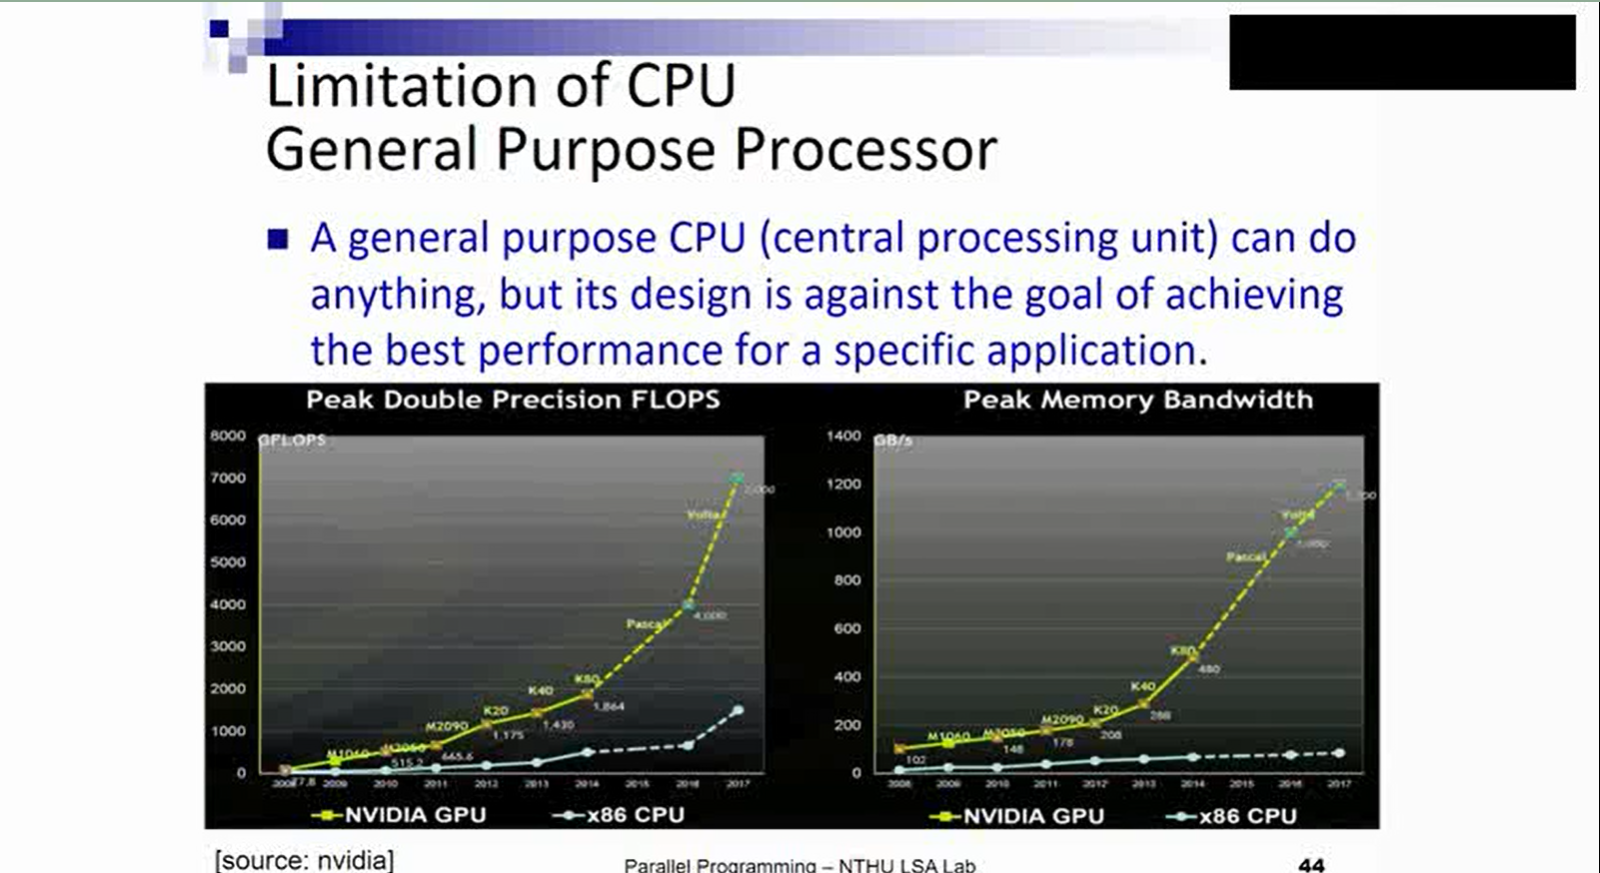 Limitation of CPU
General Purpose Processor
A general purpose CPU (central processing unit) can do
anything, but its design is against the goal of achieving
the best performance for a specific application.
Peak Double Precision FLOPS
8000
GFLOPS
7000
6000
5000
4000
3000
2000
1000
0
7,000
Volta
4,000
Pascal
K80
1,864
K40
1,430
K20
1,175
M2090
665.6
M2050
515.2
M1060
77.8
2008
2009
2010
2011
2012
2013
2014
2015
2016
2017
NVIDIA GPU
x86 CPU
Peak Memory Bandwidth
1400
GB/s
1200
1000
800
600
400
200
0
1,200
Volta
1,000
Pascal
K80
480
K40
288
K20
208
M2090
178
M2050
148
M1060
102
2008
2009
2010
2011
2012
2013
2014
2015
2016
2017
NVIDIA GPU
x86 CPU
[source: nvidia]
Parallel Programming – NTHU LSA Lab
44